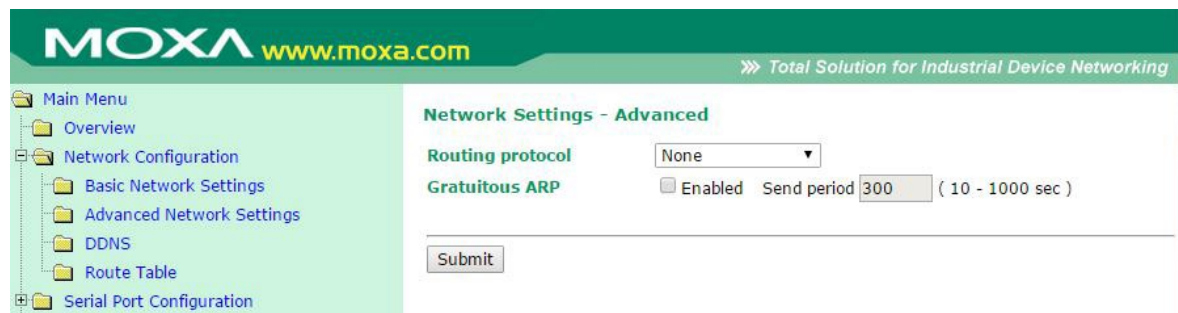 MOXA www.moxa.com
Total Solution for Industrial Device Networking
Main Menu
Overview
Network Configuration
Basic Network Settings
Advanced Network Settings
DDNS
Route Table
Serial Port Configuration
Network Settings - Advanced
Routing protocol None
Gratuitous ARP Enabled Send period 300 ( 10 - 1000 sec )
Submit